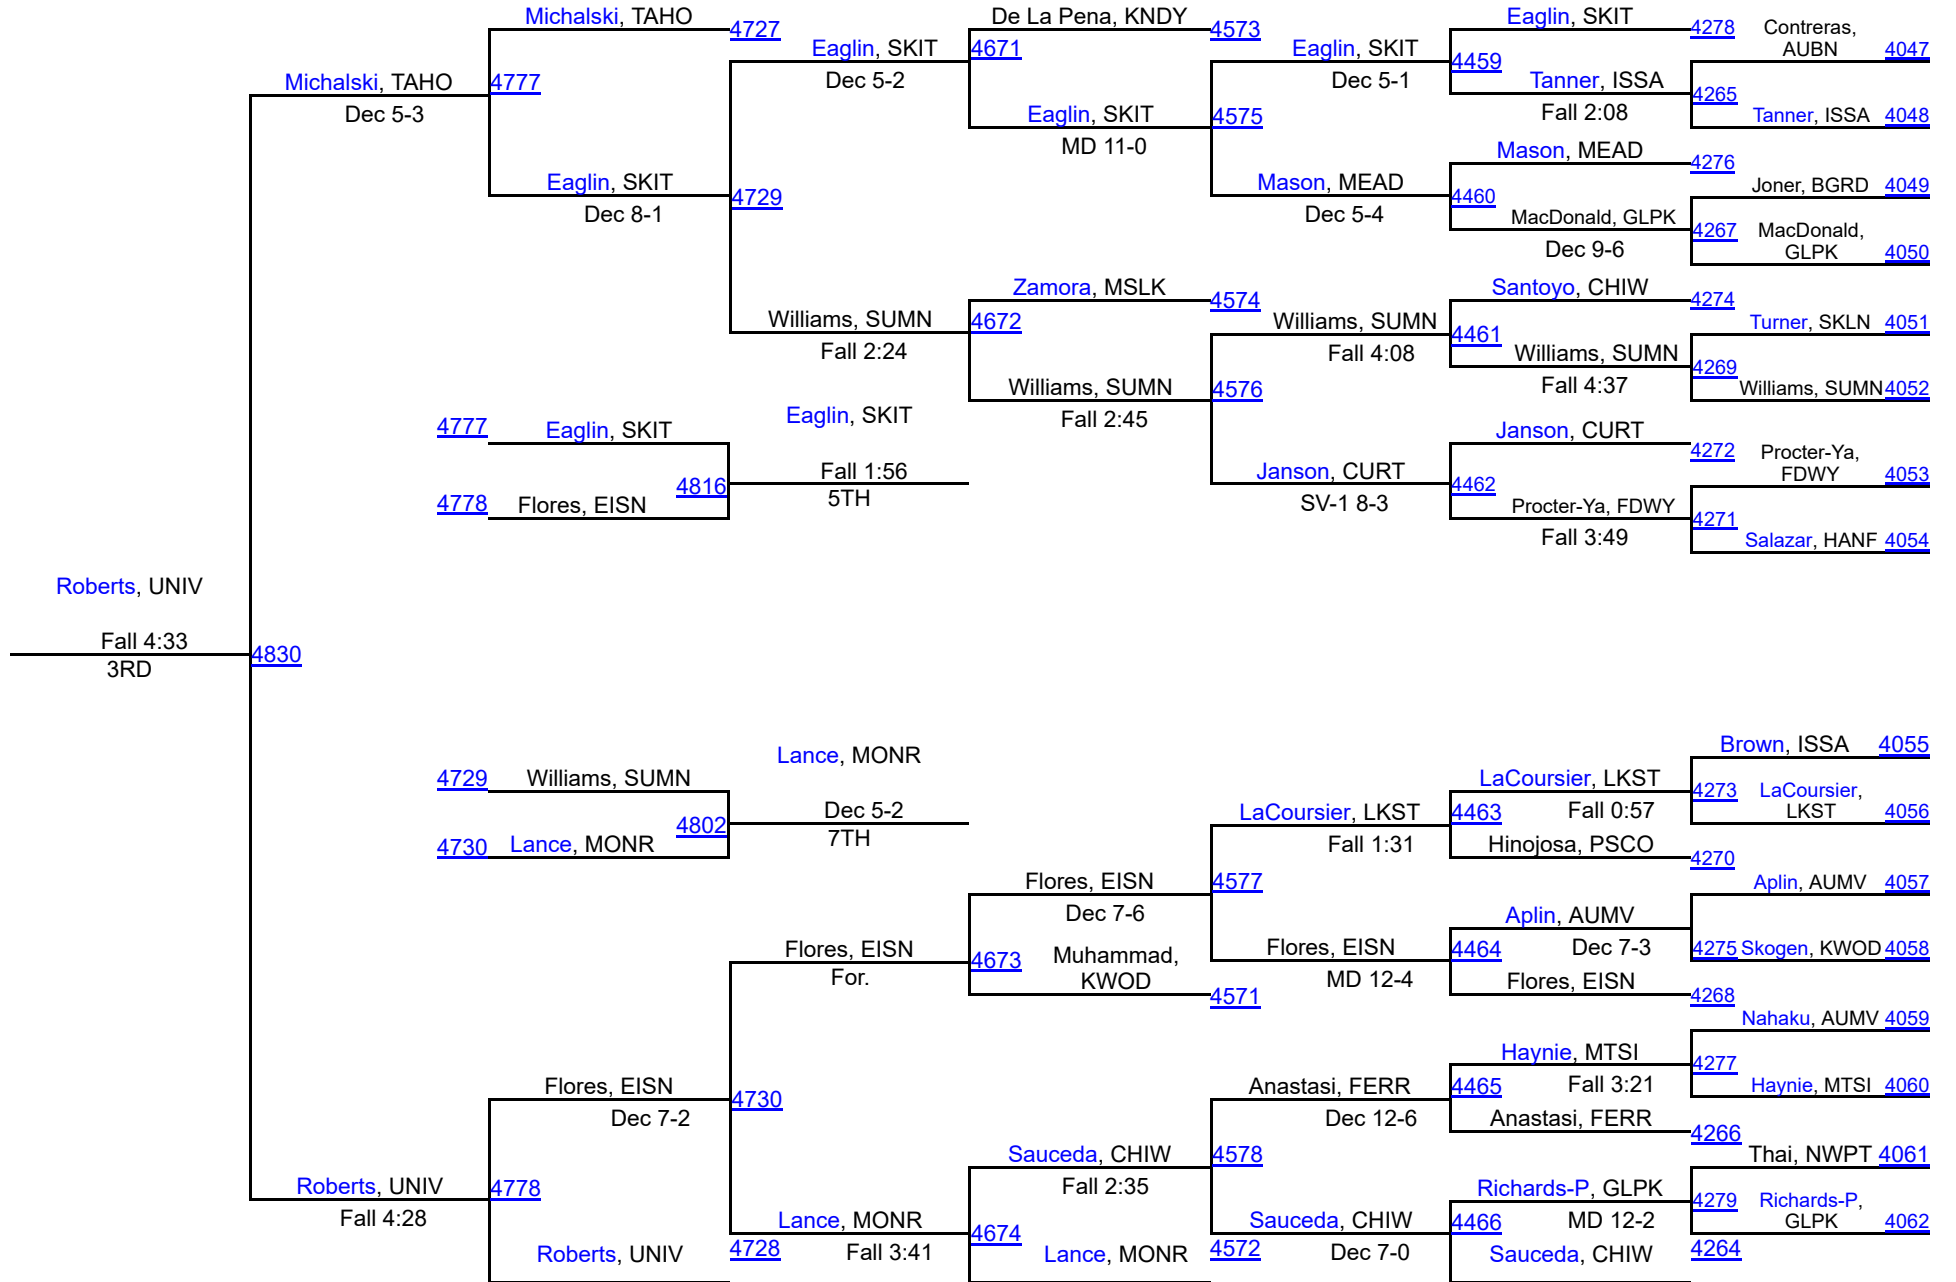 Michalski, TAHO
4727
De La Pena, KNDY
4573
Eaglin, SKIT
4278
Contreras,
AUBN
4047
Eaglin, SKIT
4671
Dec 5-2
Eaglin, SKIT
4459
Dec 5-1
Tanner, ISSA
4265
Fall 2:08
Tanner, ISSA
4048
Michalski, TAHO
4777
Dec 5-3
Eaglin, SKIT
4575
MD 11-0
Mason, MEAD
4276
Joner, BGRD
4049
Eaglin, SKIT
4729
Dec 8-1
Mason, MEAD
4460
Dec 5-4
MacDonald, GLPK
4267
Dec 9-6
MacDonald,
GLPK
4050
Zamora, MSLK
4574
Santoyo, CHIW
4274
Turner, SKLN
4051
Williams, SUMN
4672
Fall 2:24
Williams, SUMN
4461
Fall 4:08
Williams, SUMN
4269
Fall 4:37
Williams, SUMN
4052
Williams, SUMN
4576
Fall 2:45
4777
Eaglin, SKIT
Eaglin, SKIT
Janson, CURT
4272
Procter-Ya,
FDWY
4053
4816
Fall 1:56
5TH
Janson, CURT
4462
SV-1 8-3
4778
Flores, EISN
Procter-Ya, FDWY
4271
Fall 3:49
Salazar, HANF
4054
Roberts, UNIV
Fall 4:33
4830
3RD
Lance, MONR
Brown, ISSA
4055
4729
Williams, SUMN
LaCoursier, LKST
4273
Fall 0:57
LaCoursier,
LKST
4056
4802
Dec 5-2
7TH
LaCoursier, LKST
4463
Fall 1:31
4730
Lance, MONR
Hinojosa, PSCO
4270
Flores, EISN
4577
Dec 7-6
Aplin, AUMV
4057
Aplin, AUMV
4275
Dec 7-3
Skogen, KWOD
4058
Flores, EISN
4673
For.
Muhammad,
KWOD
4571
Flores, EISN
4464
MD 12-4
Flores, EISN
4268
Nahaku, AUMV
4059
Haynie, MTSI
4277
Fall 3:21
Haynie, MTSI
4060
Flores, EISN
4730
Dec 7-2
Anastasi, FERR
4465
Dec 12-6
Anastasi, FERR
4266
Sauceda, CHIW
4578
Fall 2:35
Thai, NWPT
4061
Roberts, UNIV
4778
Fall 4:28
Richards-P, GLPK
4279
MD 12-2
Richards-P,
GLPK
4062
Lance, MONR
4674
Fall 3:41
Sauceda, CHIW
4466
Dec 7-0
Roberts, UNIV
4728
Lance, MONR
4572
Sauceda, CHIW
4264